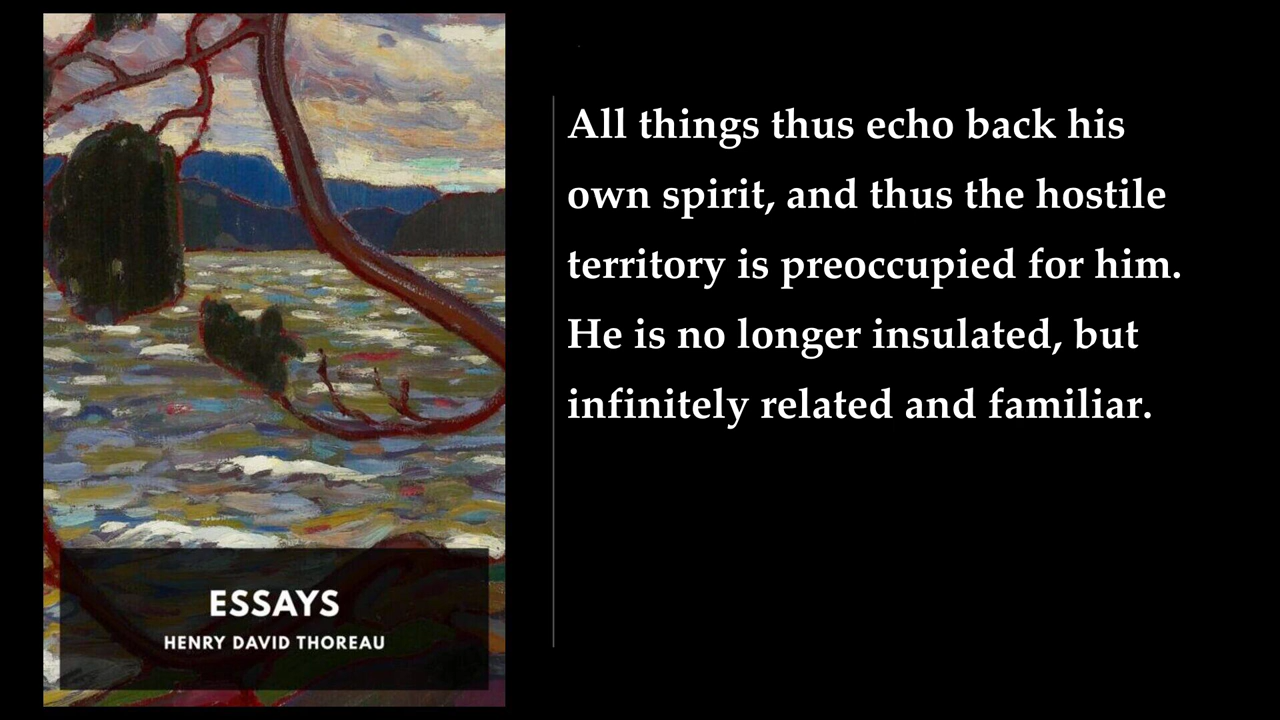 ESSAYS
HENRY DAVID THOREAU
All things thus echo back his
own spirit, and thus the hostile
territory is preoccupied for him.
He is no longer insulated, but
infinitely related and familiar.